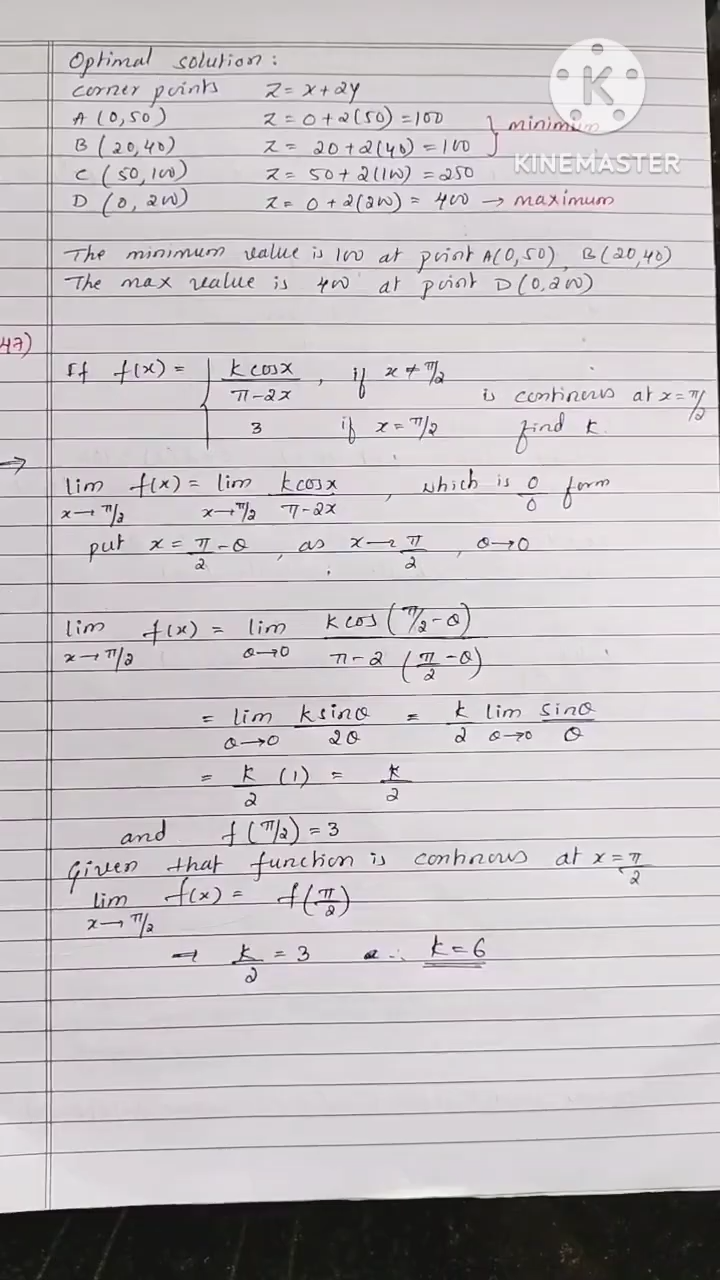 Optimal solution:
corner points Z = x + 2y
A (0,50) Z = 0 + 2(50) = 100
B (20,40) Z = 20 + 2(40) = 100 } minimum
C (50,100) Z = 50 + 2(100) = 250
D (0, 200) Z = 0 + 2(200) = 400 → maximum
K
KINEMASTER
The minimum value is 100 at point A(0,50), B(20,40)
The max value is 400 at point D(0,200)
47)
If f(x) = { k cosx / π-2x , if x ≠ π/2
3 if x = π/2
is continous at x = π/2
find k.
⇒
lim x→π/2 f(x) = lim x→π/2 kcosx / π-2x , which is 0/0 form
put x = π/2 - θ , as x → π/2 , θ→0
lim x→π/2 f(x) = lim θ→0 k cos (π/2 - θ) / π - 2 (π/2 - θ)
= lim θ→0 k sinθ / 2θ = k/2 lim θ→0 sinθ / θ
= k/2 (1) = k/2
and f(π/2) = 3
Given that function is continous at x = π/2
lim x→π/2 f(x) = f(π/2)
⇒ k/2 = 3 ∴ k = 6